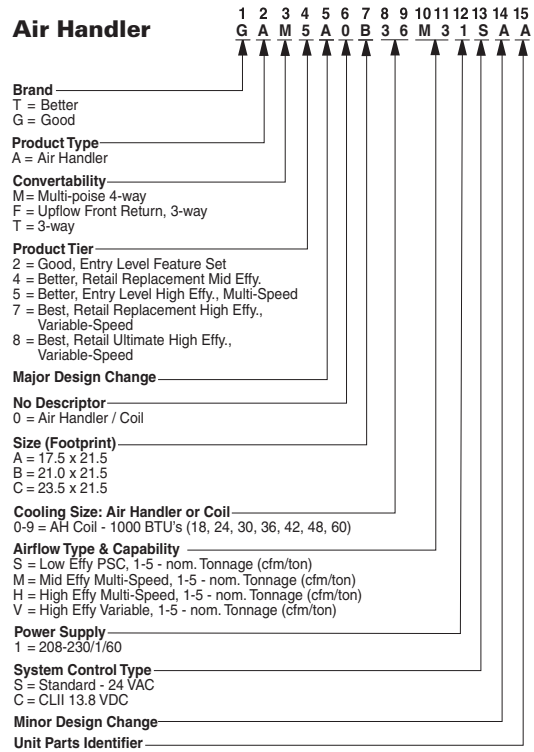 1 2 3 4 5 6 7 8 9 10 11 12 13 14 15
Air Handler
G A M 5 A 0 B 3 6 M 3 1 S A A
Brand
T = Better
G = Good
Product Type
A = Air Handler
Convertability
M = Multi-poise 4-way
F = Upflow Front Return, 3-way
T = 3-way
Product Tier
2 = Good, Entry Level Feature Set
4 = Better, Retail Replacement Mid Effy.
5 = Better, Entry Level High Effy., Multi-Speed
7 = Best, Retail Replacement High Effy.,
Variable-Speed
8 = Best, Retail Ultimate High Effy.,
Variable-Speed
Major Design Change
No Descriptor
0 = Air Handler / Coil
Size (Footprint)
A = 17.5 x 21.5
B = 21.0 x 21.5
C = 23.5 x 21.5
Cooling Size: Air Handler or Coil
0-9 = AH Coil - 1000 BTU's (18, 24, 30, 36, 42, 48, 60)
Airflow Type & Capability
S = Low Effy PSC, 1-5 - nom. Tonnage (cfm/ton)
M = Mid Effy Multi-Speed, 1-5 - nom. Tonnage (cfm/ton)
H = High Effy Multi-Speed, 1-5 - nom. Tonnage (cfm/ton)
V = High Effy Variable, 1-5 - nom. Tonnage (cfm/ton)
Power Supply
1 = 208-230/1/60
System Control Type
S = Standard - 24 VAC
C = CLII 13.8 VDC
Minor Design Change
Unit Parts Identifier